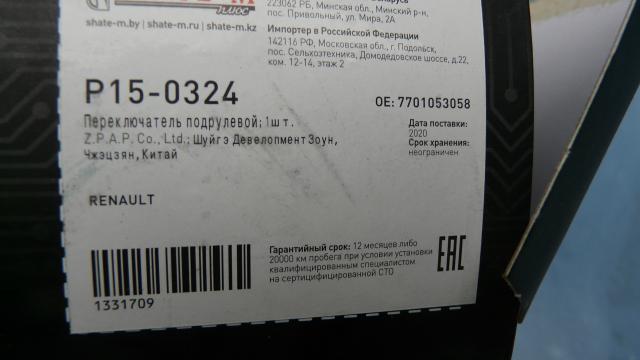 плюс
shate-m.by | shate-m.ru | shate-m.kz
223062 РБ, Минская обл., Минский р-н,
пос. Привольный, ул. Мира, 2А
Импортер в Российской Федерации
142116 РФ, Московская обл., г. Подольск,
пос. Сельхозтехника, Домодедовское шоссе, д.22,
ком. 12-14, этаж 2
P15-0324
OE: 7701053058
Переключатель подрулевой; 1шт.
Z.P.A.P. Co., Ltd.; Шуйгэ Девелопмент Зоун,
Чжэцзян, Китай
Дата поставки:
2020
Срок хранения:
неограничен
RENAULT
Гарантийный срок: 12 месяцев либо
20000 км пробега при условии установки
квалифицированным специалистом
на сертифицированной СТО
EAC
1331709